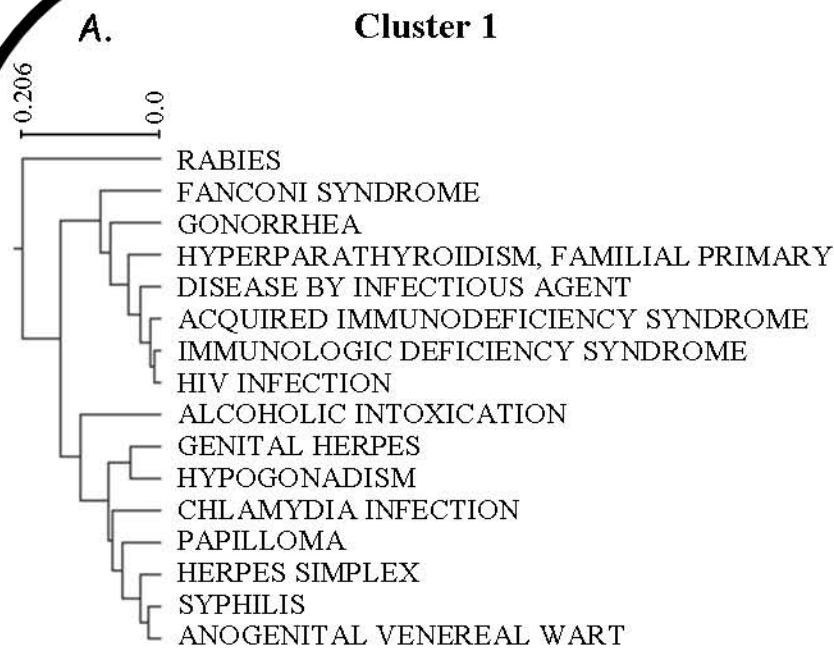 A.
Cluster 1
0.206
0.0
RABIES
FANCONI SYNDROME
GONORRHEA
HYPERPARATHYROIDISM, FAMILIAL PRIMARY
DISEASE BY INFECTIOUS AGENT
ACQUIRED IMMUNODEFICIENCY SYNDROME
IMMUNOLOGIC DEFICIENCY SYNDROME
HIV INFECTION
ALCOHOLIC INTOXICATION
GENITAL HERPES
HYPOGONADISM
CHLAMYDIA INFECTION
PAPILLOMA
HERPES SIMPLEX
SYPHILIS
ANOGENITAL VENEREAL WART